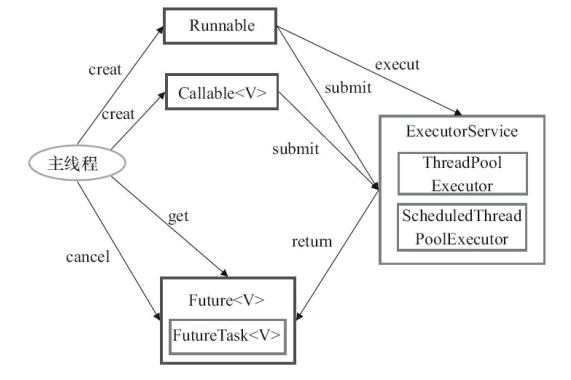 Runnable
creat
execut
submit
Callable<V>
creat
submit
ExecutorService
ThreadPool
Executor
ScheduledThread
PoolExecutor
主线程
get
return
cancel
Future<V>
FutureTask<V>